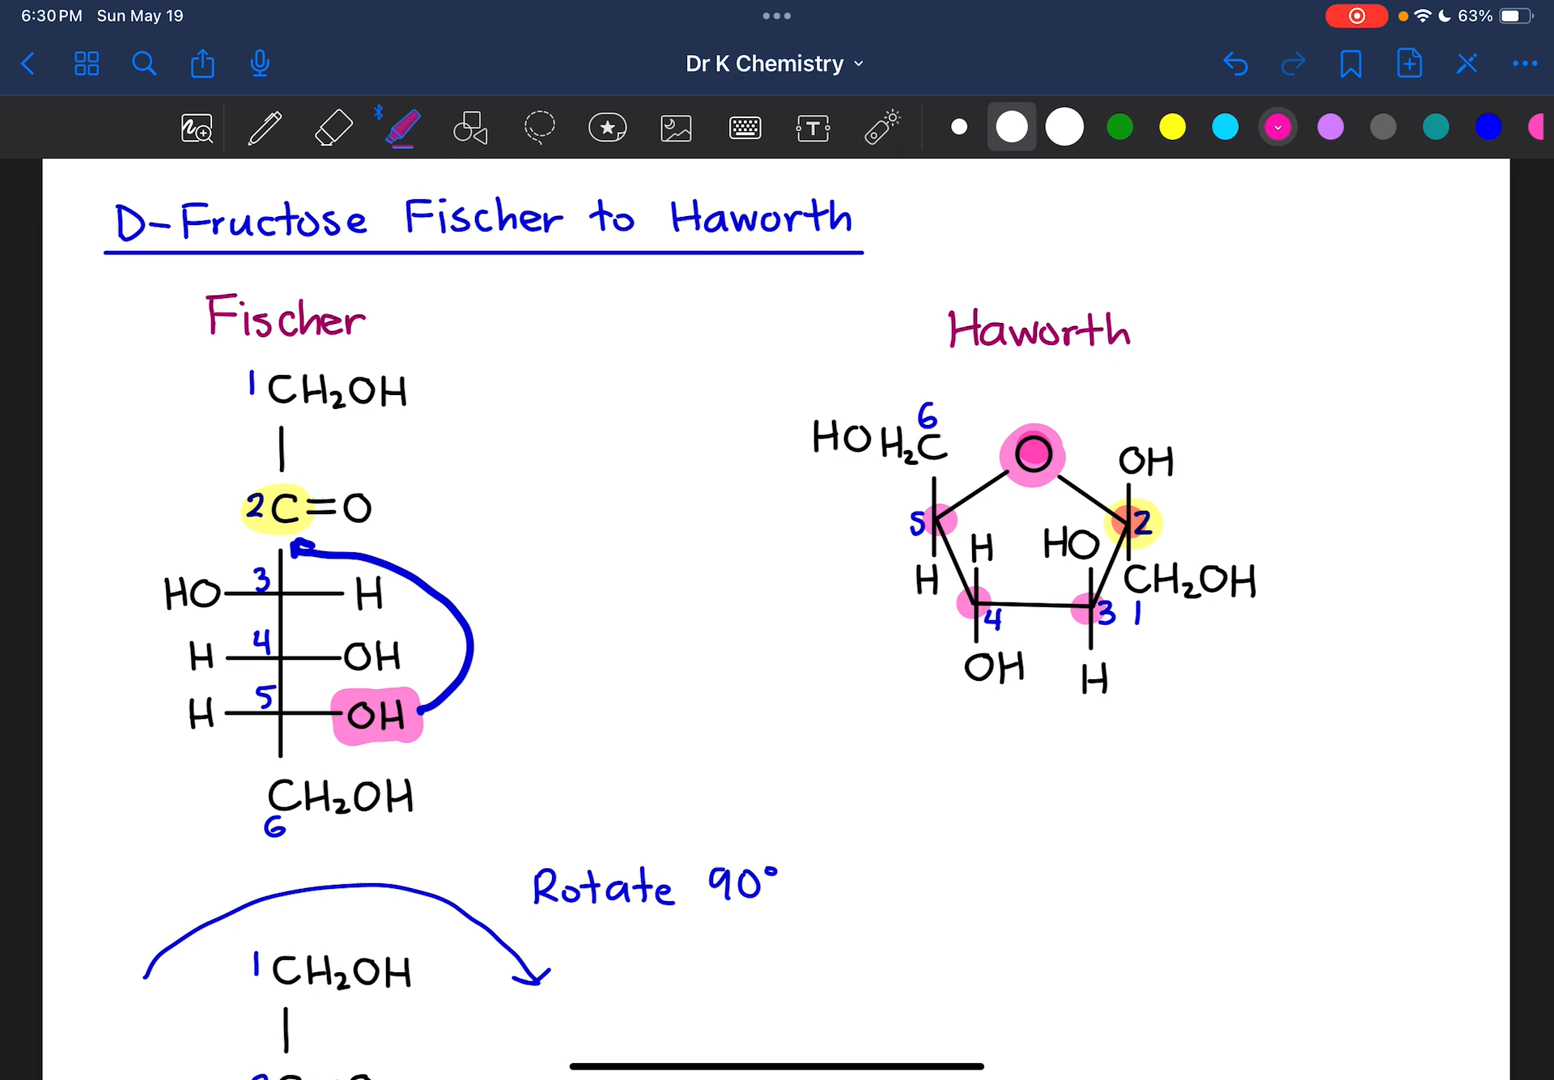 6:30 PM Sun May 19
63%
Dr K Chemistry
T
D-Fructose Fischer to Haworth
Fischer
Haworth
1 CH₂OH
2 C=O
HO 3 H
H 4 OH
H 5 OH
CH₂OH
6
6
HOH₂C
O
OH
5
2
H
HO
H
CH₂OH
4
3
1
OH
H
Rotate 90°
1 CH₂OH